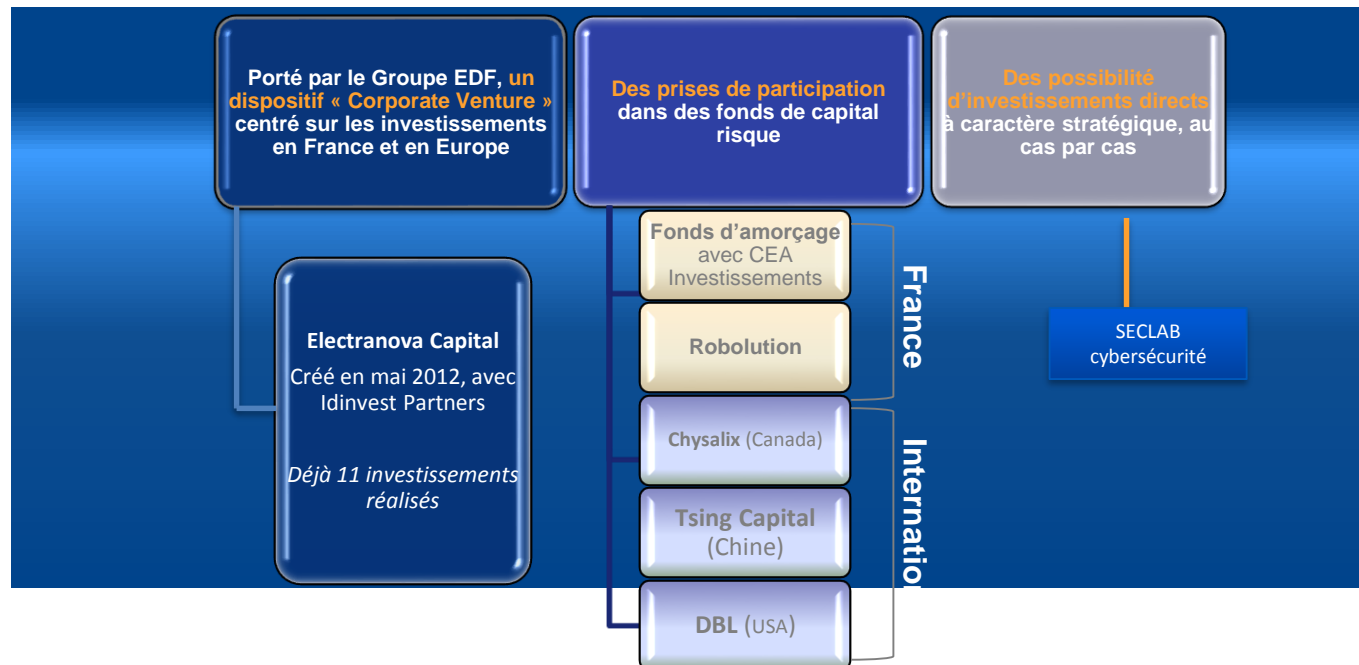 Porté par le Groupe EDF, un
dispositif « Corporate Venture »
centré sur les investissements
en France et en Europe
Des prises de participation
dans des fonds de capital
risque
Des possibilité
d'investissements directs
à caractère stratégique, au
cas par cas
Electranova Capital
Créé en mai 2012, avec
Idinvest Partners
Déjà 11 investissements
réalisés
Fonds d'amorçage
avec CEA
Investissements
Robolution
France
Chysalix (Canada)
Tsing Capital
(Chine)
DBL (USA)
Internation
SECLAB
cybersécurité